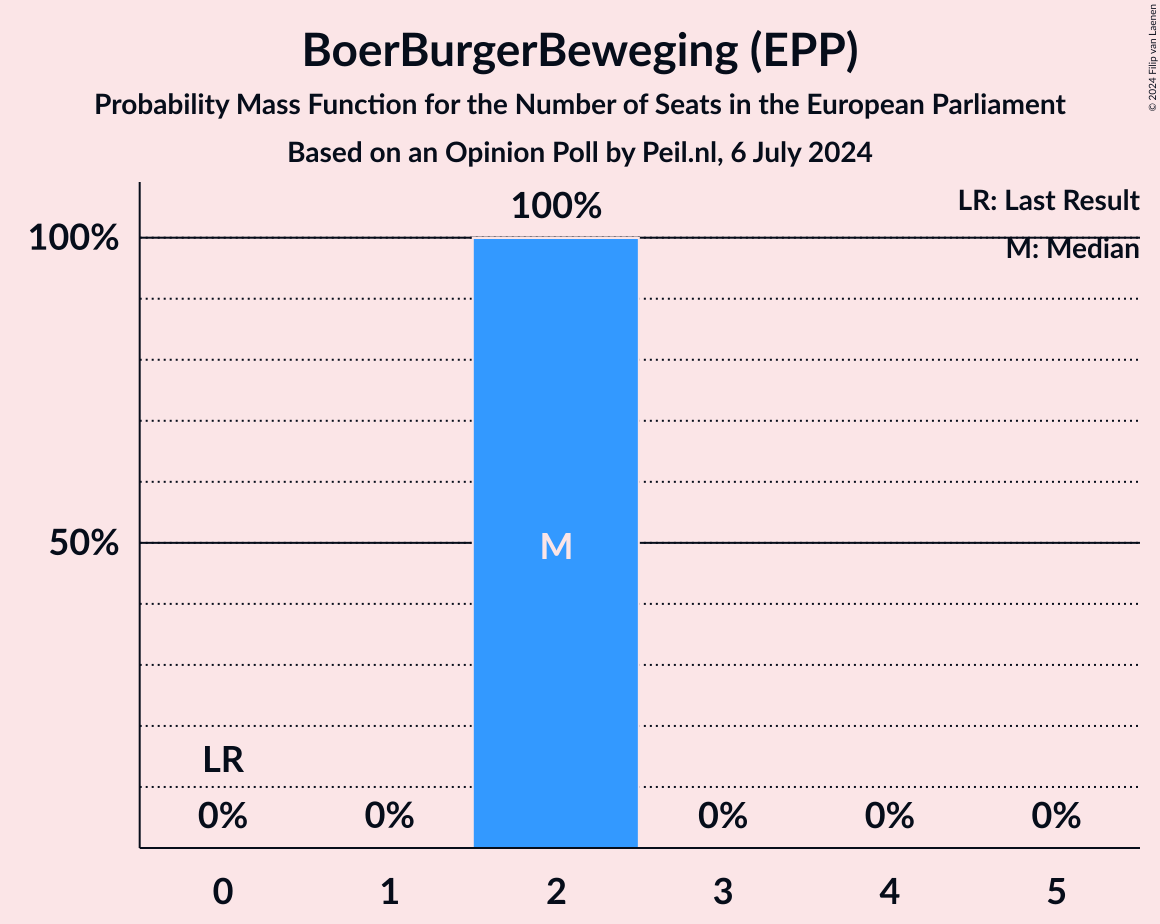 BoerBurgerBeweging (EPP)
Probability Mass Function for the Number of Seats in the European Parliament
Based on an Opinion Poll by Peil.nl, 6 July 2024
© 2024 Filip van Laenen
LR: Last Result
M: Median
100%
100%
50%
M
LR
0%
0%
0%
0%
0%
0
1
2
3
4
5